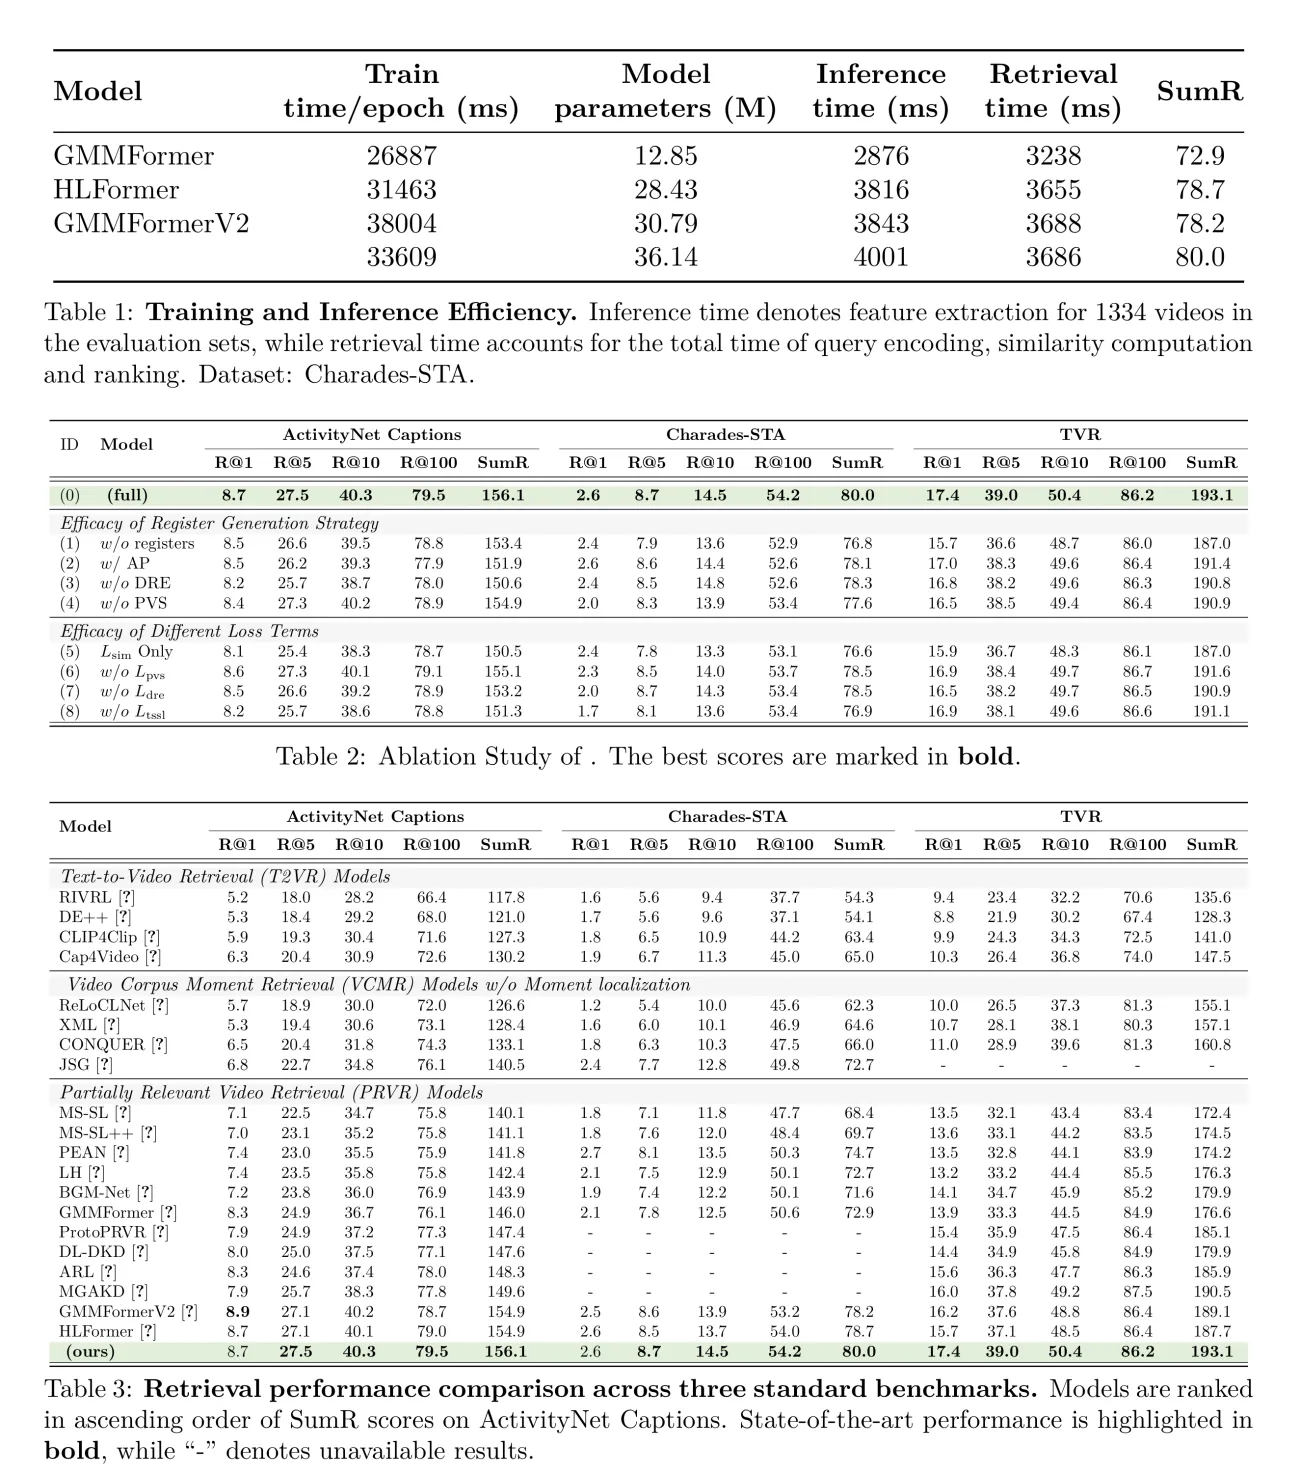 Model Train time/epoch (ms) Model parameters (M) Inference time (ms) Retrieval time (ms) SumR
GMMFormer 26887 12.85 2876 3238 72.9
HLFormer 31463 28.43 3816 3655 78.7
GMMFormerV2 38004 30.79 3843 3688 78.2
33609 36.14 4001 3686 80.0
Table 1: Training and Inference Efficiency. Inference time denotes feature extraction for 1334 videos in
the evaluation sets, while retrieval time accounts for the total time of query encoding, similarity computation
and ranking. Dataset: Charades-STA.
ID Model ActivityNet Captions Charades-STA TVR
R@1 R@5 R@10 R@100 SumR R@1 R@5 R@10 R@100 SumR R@1 R@5 R@10 R@100 SumR
(0) (full) 8.7 27.5 40.3 79.5 156.1 2.6 8.7 14.5 54.2 80.0 17.4 39.0 50.4 86.2 193.1
Efficacy of Register Generation Strategy
(1) w/o registers 8.5 26.6 39.5 78.8 153.4 2.4 7.9 13.6 52.9 76.8 15.7 36.6 48.7 86.0 187.0
(2) w/ AP 8.5 26.2 39.3 77.9 151.9 2.6 8.6 14.4 52.6 78.1 17.0 38.3 49.6 86.4 191.4
(3) w/o DRE 8.2 25.7 38.7 78.0 150.6 2.4 8.5 14.8 52.6 78.3 16.8 38.2 49.6 86.3 190.8
(4) w/o PVS 8.4 27.3 40.2 78.9 154.9 2.0 8.3 13.9 53.4 77.6 16.5 38.5 49.4 86.4 190.9
Efficacy of Different Loss Terms
(5) Lsim Only 8.1 25.4 38.3 78.7 150.5 2.4 7.8 13.3 53.1 76.6 15.9 36.7 48.3 86.1 187.0
(6) w/o Lpvs 8.6 27.3 40.1 79.1 155.1 2.3 8.5 14.0 53.7 78.5 16.9 38.4 49.7 86.7 191.6
(7) w/o Ldre 8.5 26.6 39.2 78.9 153.2 2.0 8.7 14.3 53.4 78.5 16.5 38.2 49.7 86.5 190.9
(8) w/o Ltssl 8.2 25.7 38.6 78.8 151.3 1.7 8.1 13.6 53.4 76.9 16.9 38.1 49.6 86.6 191.1
Table 2: Ablation Study of . The best scores are marked in bold.
Model ActivityNet Captions Charades-STA TVR
R@1 R@5 R@10 R@100 SumR R@1 R@5 R@10 R@100 SumR R@1 R@5 R@10 R@100 SumR
Text-to-Video Retrieval (T2VR) Models
RIVRL [?] 5.2 18.0 28.2 66.4 117.8 1.6 5.6 9.4 37.7 54.3 9.4 23.4 32.2 70.6 135.6
DE++ [?] 5.3 18.4 29.2 68.0 121.0 1.7 5.6 9.6 37.1 54.1 8.8 21.9 30.2 67.4 128.3
CLIP4Clip [?] 5.9 19.3 30.4 71.6 127.3 1.8 6.5 10.9 44.2 63.4 9.9 24.3 34.3 72.5 141.0
Cap4Video [?] 6.3 20.4 30.9 72.6 130.2 1.9 6.7 11.3 45.0 65.0 10.3 26.4 36.8 74.0 147.5
Video Corpus Moment Retrieval (VCMR) Models w/o Moment localization
ReLoCLNet [?] 5.7 18.9 30.0 72.0 126.6 1.2 5.4 10.0 45.6 62.3 10.0 26.5 37.3 81.3 155.1
XML [?] 5.3 19.4 30.6 73.1 128.4 1.6 6.0 10.1 46.9 64.6 10.7 28.1 38.1 80.3 157.1
CONQUER [?] 6.5 20.4 31.8 74.3 133.1 1.8 6.3 10.3 47.5 66.0 11.0 28.9 39.6 81.3 160.8
JSG [?] 6.8 22.7 34.8 76.1 140.5 2.4 7.7 12.8 49.8 72.7 - - - - -
Partially Relevant Video Retrieval (PRVR) Models
MS-SL [?] 7.1 22.5 34.7 75.8 140.1 1.8 7.1 11.8 47.7 68.4 13.5 32.1 43.4 83.4 172.4
MS-SL++ [?] 7.0 23.1 35.2 75.8 141.1 1.8 7.6 12.0 48.4 69.7 13.6 33.1 44.2 83.5 174.5
PEAN [?] 7.4 23.0 35.5 75.9 141.8 2.7 8.1 13.5 50.3 74.7 13.5 32.8 44.1 83.9 174.2
LH [?] 7.4 23.5 35.8 75.8 142.4 2.1 7.5 12.9 50.1 72.7 13.2 33.2 44.4 85.5 176.3
BGM-Net [?] 7.2 23.8 36.0 76.9 143.9 1.9 7.4 12.2 50.1 71.6 14.1 34.7 45.9 85.2 179.9
GMMFormer [?] 8.3 24.9 36.7 76.1 146.0 2.1 7.8 12.5 50.6 72.9 13.9 33.3 44.5 84.9 176.6
ProtoPRVR [?] 7.9 24.9 37.2 77.3 147.4 - - - - - 15.4 35.9 47.5 86.4 185.1
DL-DKD [?] 8.0 25.0 37.5 77.1 147.6 - - - - - 14.4 34.9 45.8 84.9 179.9
ARL [?] 8.3 24.6 37.4 78.0 148.3 - - - - - 15.6 36.3 47.7 86.3 185.9
MGAKD [?] 7.9 25.7 38.3 77.8 149.6 - - - - - 16.0 37.8 49.2 87.5 190.5
GMMFormerV2 [?] 8.9 27.1 40.2 78.7 154.9 2.5 8.6 13.9 53.2 78.2 16.2 37.6 48.8 86.4 189.1
HLFormer [?] 8.7 27.1 40.1 79.0 154.9 2.6 8.5 13.7 54.0 78.7 15.7 37.1 48.5 86.4 187.7
(ours) 8.7 27.5 40.3 79.5 156.1 2.6 8.7 14.5 54.2 80.0 17.4 39.0 50.4 86.2 193.1
Table 3: Retrieval performance comparison across three standard benchmarks. Models are ranked
in ascending order of SumR scores on ActivityNet Captions. State-of-the-art performance is highlighted in
bold, while “-” denotes unavailable results.